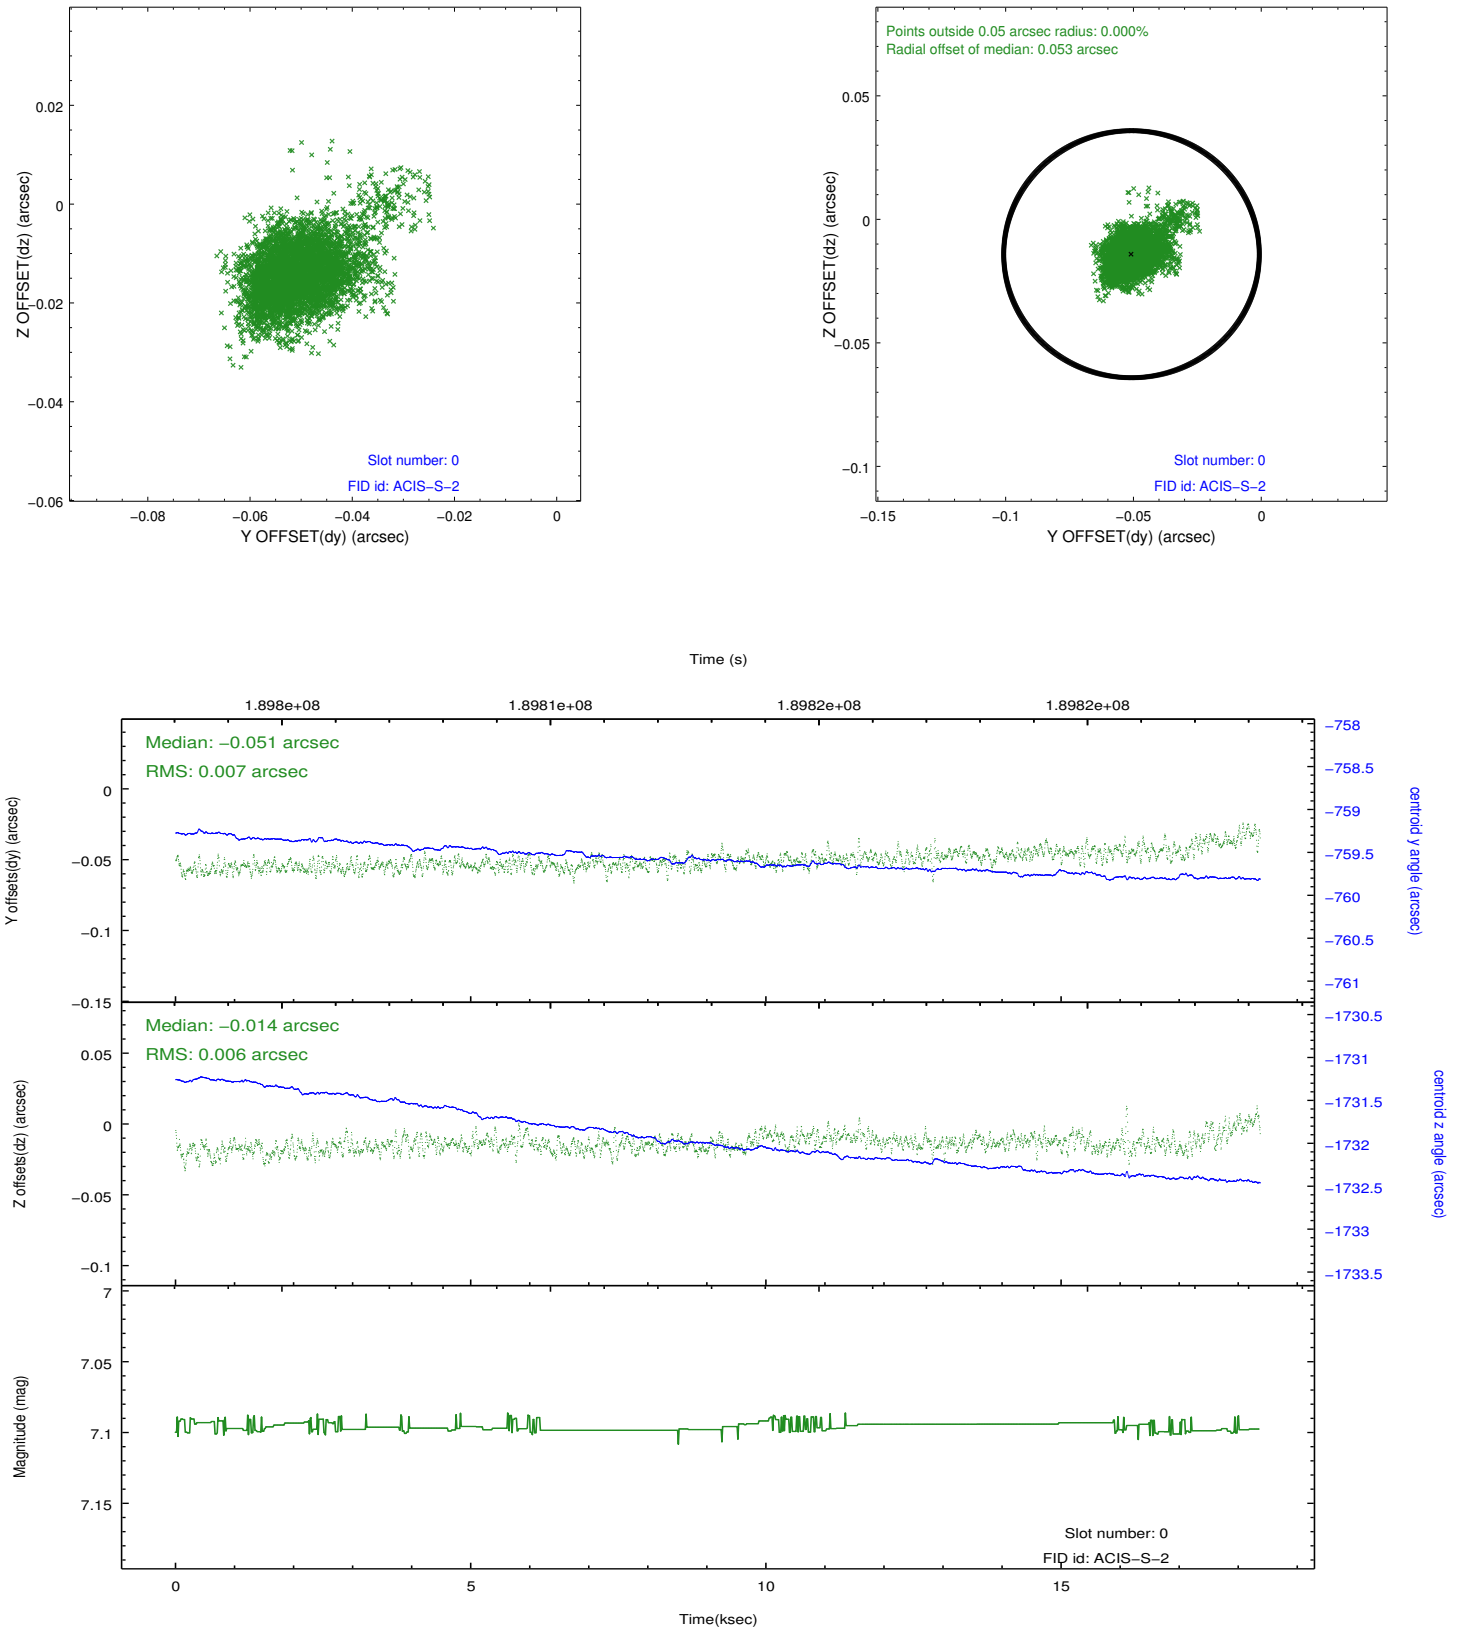 0.02
0
−0.02
−0.04
−0.06
Z OFFSET(dz) (arcsec)
Slot number: 0
FID id: ACIS−S−2
−0.08
−0.06
−0.04
−0.02
0
Y OFFSET(dy) (arcsec)
Points outside 0.05 arcsec radius: 0.000%
Radial offset of median: 0.053 arcsec
0.05
0
−0.05
−0.1
Z OFFSET(dz) (arcsec)
Slot number: 0
FID id: ACIS−S−2
−0.15
−0.1
−0.05
0
Y OFFSET(dy) (arcsec)
Time (s)
1.898e+08
1.8981e+08
1.8982e+08
1.8982e+08
Median: −0.051 arcsec
RMS: 0.007 arcsec
0
−0.05
−0.1
−0.15
Y offsets(dy) (arcsec)
−758
−758.5
−759
−759.5
−760
−760.5
−761
centroid y angle (arcsec)
Median: −0.014 arcsec
RMS: 0.006 arcsec
0.05
0
−0.05
−0.1
Z offsets(dz) (arcsec)
−1730.5
−1731
−1731.5
−1732
−1732.5
−1733
−1733.5
centroid z angle (arcsec)
7
7.05
7.1
7.15
Magnitude (mag)
Slot number: 0
FID id: ACIS−S−2
0
5
10
15
Time(ksec)